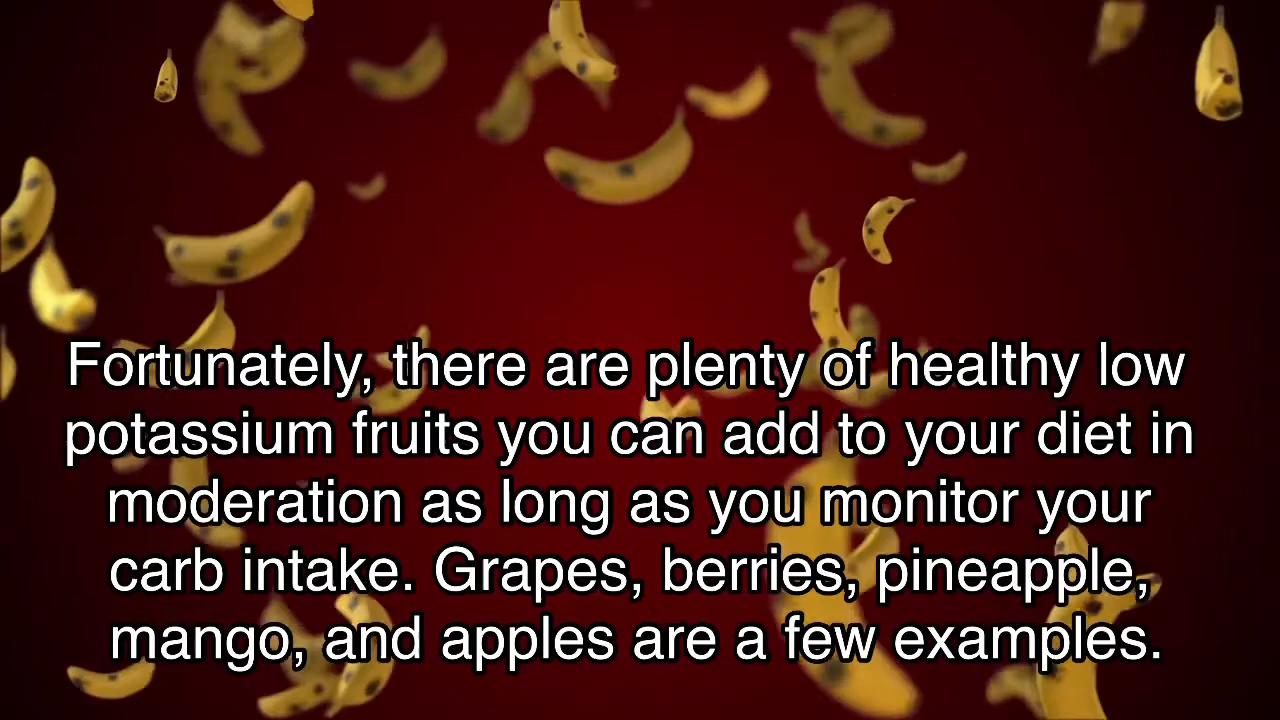 Fortunately, there are plenty of healthy low
potassium fruits you can add to your diet in
moderation as long as you monitor your
carb intake. Grapes, berries, pineapple,
mango, and apples are a few examples.